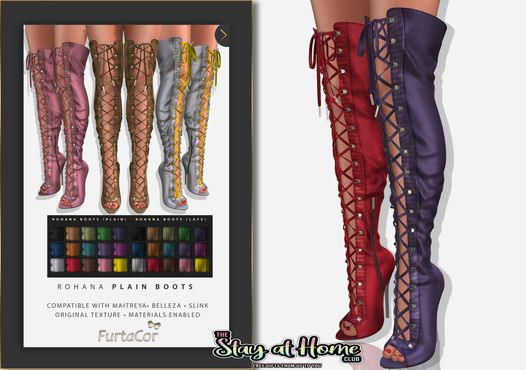 ROHANA BOOTS (PLAIN) • ROHANA BOOTS (LACE)
ROHANA PLAIN BOOTS
COMPATIBLE WITH MAITREYA• BELLEZA • SLINK
ORIGINAL TEXTURE • MATERIALS ENABLED
FurtaCor
THE
Stay at Home
CLUB
FREE GIFTS FROM US TO YOU